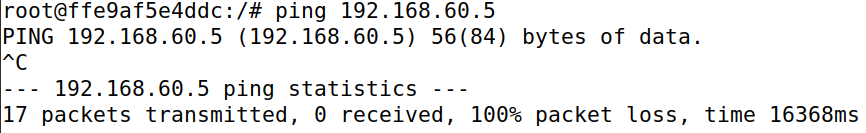 root@ffe9af5e4ddc:/# ping 192.168.60.5
PING 192.168.60.5 (192.168.60.5) 56(84) bytes of data.
^C
--- 192.168.60.5 ping statistics ---
17 packets transmitted, 0 received, 100% packet loss, time 16368ms